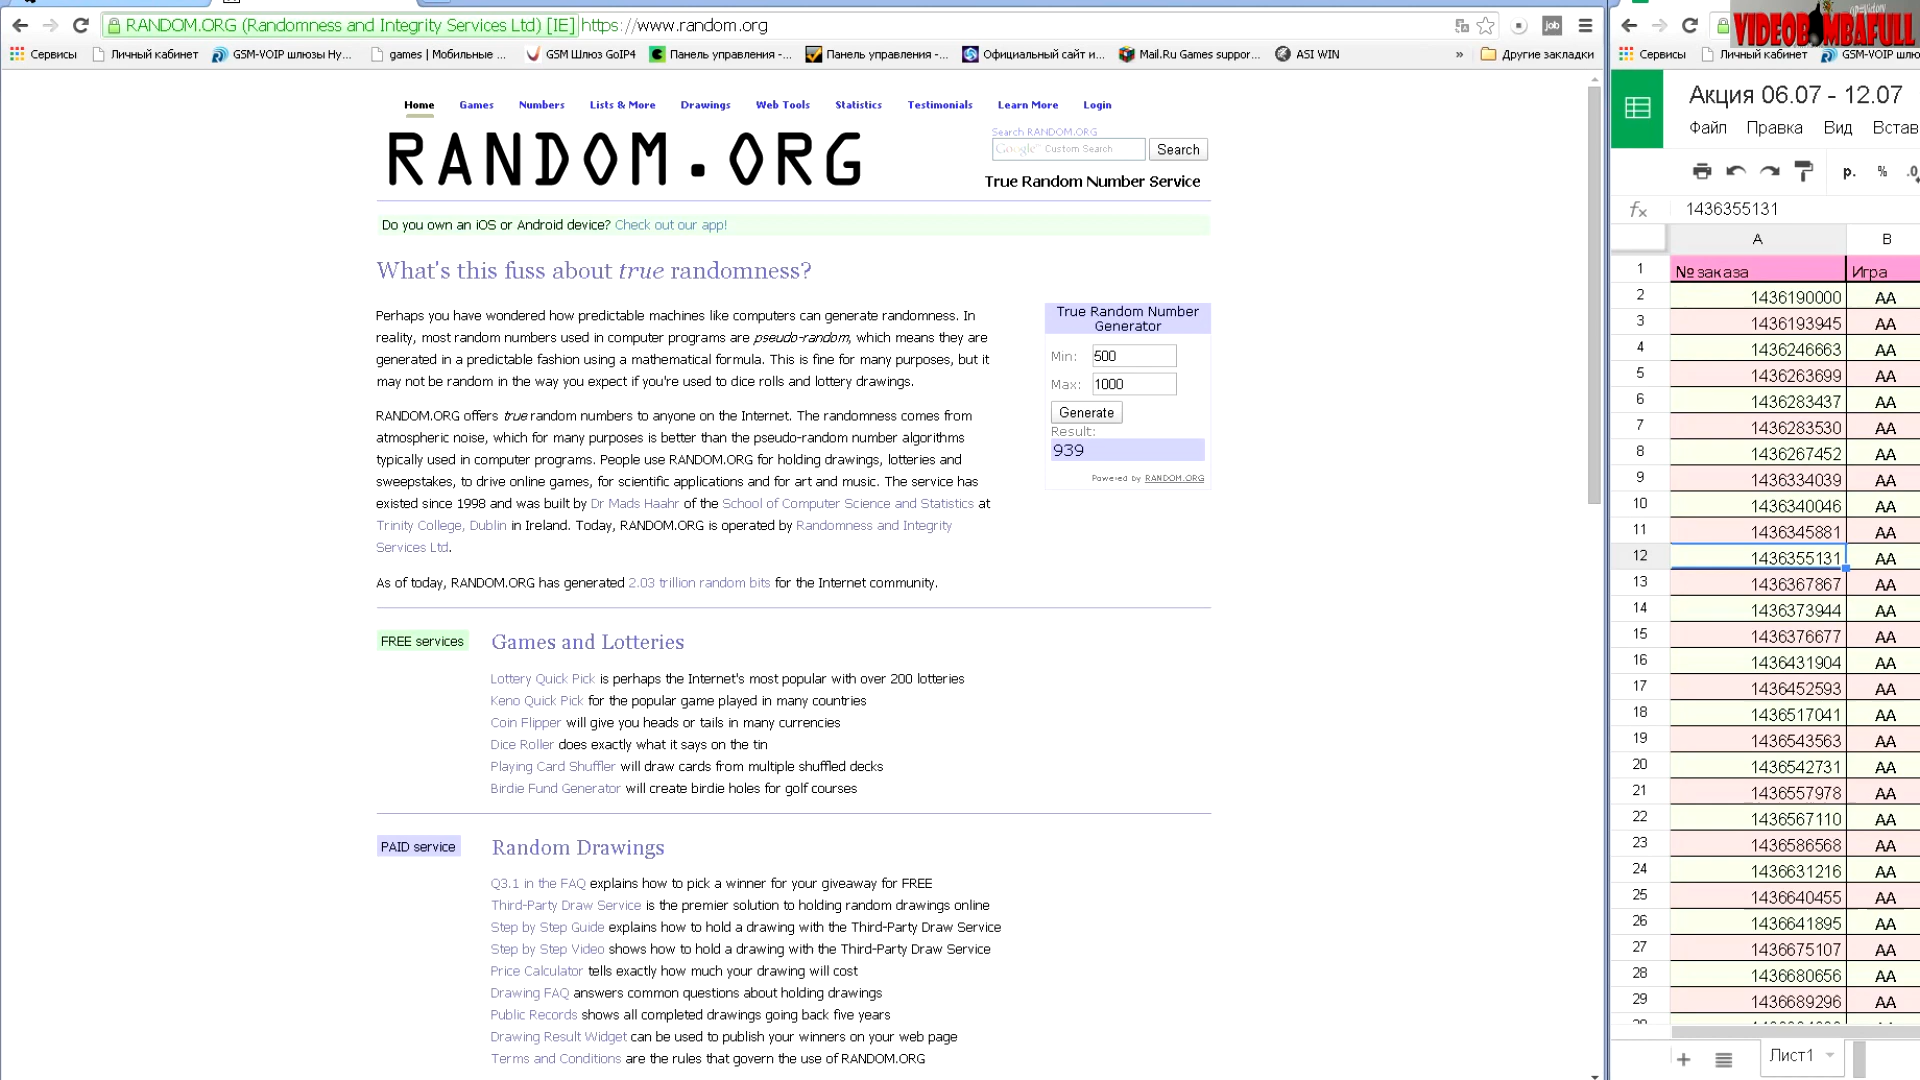 RANDOM.ORG (Randomness and Integrity Services Ltd) [IE] https://www.random.org
Сервисы
Личный кабинет
GSM-VOIP шлюзы Ну...
games | Мобильные ...
GSM Шлюз GoIP4
Панель управления -...
Панель управления -...
Официальный сайт и...
Mail.Ru Games suppor...
ASI WIN
»
Другие закладки
Home Games Numbers Lists & More Drawings Web Tools Statistics Testimonials Learn More Login
RANDOM.ORG
Search RANDOM.ORG
Google™ Custom Search
Search
True Random Number Service
Do you own an iOS or Android device? Check out our app!
What's this fuss about true randomness?
Perhaps you have wondered how predictable machines like computers can generate randomness. In
reality, most random numbers used in computer programs are pseudo-random, which means they are
generated in a predictable fashion using a mathematical formula. This is fine for many purposes, but it
may not be random in the way you expect if you're used to dice rolls and lottery drawings.
RANDOM.ORG offers true random numbers to anyone on the Internet. The randomness comes from
atmospheric noise, which for many purposes is better than the pseudo-random number algorithms
typically used in computer programs. People use RANDOM.ORG for holding drawings, lotteries and
sweepstakes, to drive online games, for scientific applications and for art and music. The service has
existed since 1998 and was built by Dr Mads Haahr of the School of Computer Science and Statistics at
Trinity College, Dublin in Ireland. Today, RANDOM.ORG is operated by Randomness and Integrity
Services Ltd.
As of today, RANDOM.ORG has generated 2.03 trillion random bits for the Internet community.
True Random Number
Generator
Min: 500
Max: 1000
Generate
Result:
939
Powered by RANDOM.ORG
FREE services
Games and Lotteries
Lottery Quick Pick is perhaps the Internet's most popular with over 200 lotteries
Keno Quick Pick for the popular game played in many countries
Coin Flipper will give you heads or tails in many currencies
Dice Roller does exactly what it says on the tin
Playing Card Shuffler will draw cards from multiple shuffled decks
Birdie Fund Generator will create birdie holes for golf courses
PAID service
Random Drawings
Q3.1 in the FAQ explains how to pick a winner for your giveaway for FREE
Third-Party Draw Service is the premier solution to holding random drawings online
Step by Step Guide explains how to hold a drawing with the Third-Party Draw Service
Step by Step Video shows how to hold a drawing with the Third-Party Draw Service
Price Calculator tells exactly how much your drawing will cost
Drawing FAQ answers common questions about holding drawings
Public Records shows all completed drawings going back five years
Drawing Result Widget can be used to publish your winners on your web page
Terms and Conditions are the rules that govern the use of RANDOM.ORG
job
VIDEOBOMBAFULL
Сервисы
Личный кабинет
GSM-VOIP шлю
Акция 06.07 - 12.07
Файл Правка Вид Встав
р. % .0
fx 1436355131
A B
1 № заказа Игра
2 1436190000 AA
3 1436193945 AA
4 1436246663 AA
5 1436263699 AA
6 1436283437 AA
7 1436283530 AA
8 1436267452 AA
9 1436334039 AA
10 1436340046 AA
11 1436345881 AA
12 1436355131 AA
13 1436367867 AA
14 1436373944 AA
15 1436376677 AA
16 1436431904 AA
17 1436452593 AA
18 1436517041 AA
19 1436543563 AA
20 1436542731 AA
21 1436557978 AA
22 1436567110 AA
23 1436586568 AA
24 1436631216 AA
25 1436640455 AA
26 1436641895 AA
27 1436675107 AA
28 1436680656 AA
29 1436689296 AA
Лист1